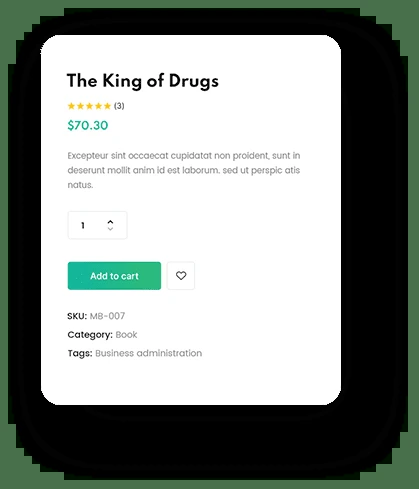 The King of Drugs
(3)
$70.30
Excepteur sint occaecat cupidatat non proident, sunt in
deserunt mollit anim id est laborum. sed ut perspic atis
natus.
1
Add to cart
SKU: MB-007
Category: Book
Tags: Business administration